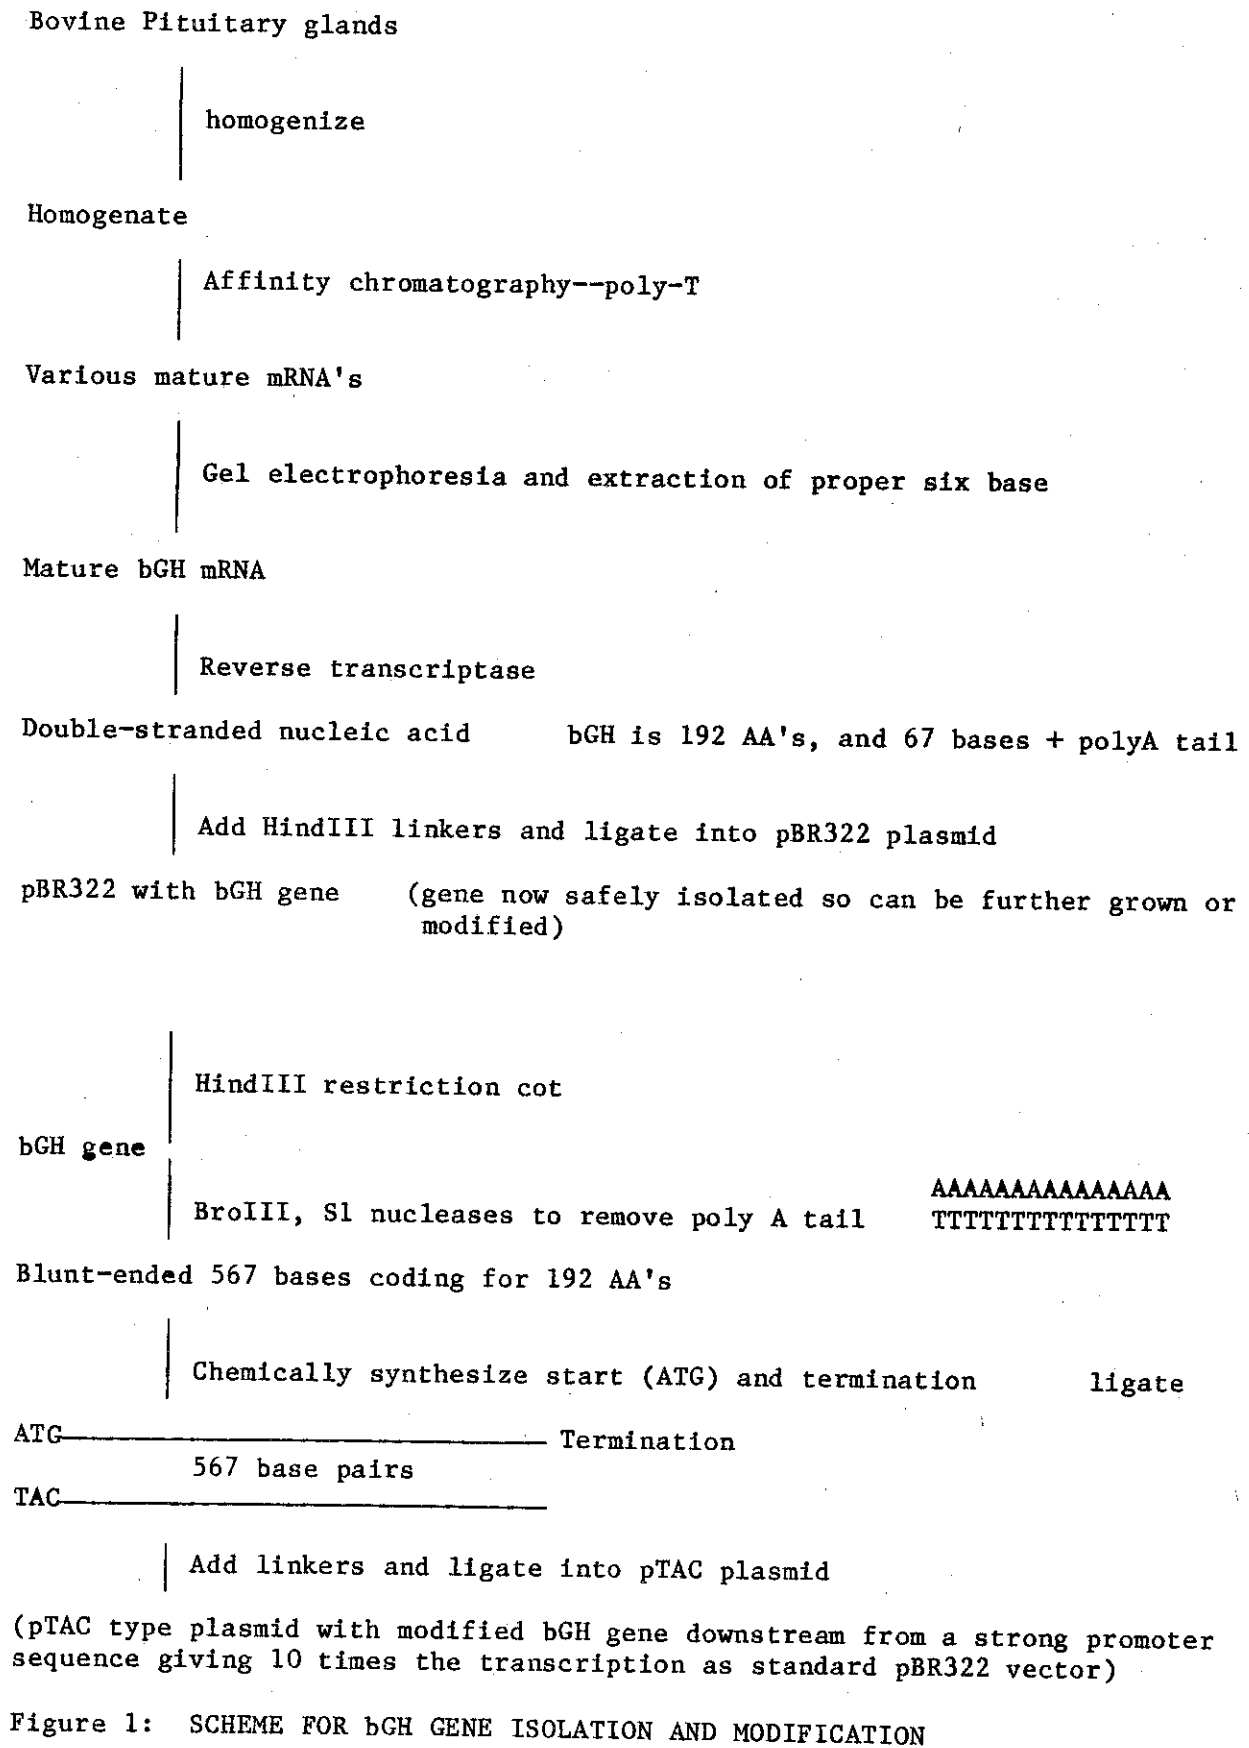 Bovine Pituitary glands
homogenize
Homogenate
Affinity chromatography--poly-T
Various mature mRNA's
Gel electrophoresia and extraction of proper six base
Mature bGH mRNA
Reverse transcriptase
Double-stranded nucleic acid bGH is 192 AA's, and 67 bases + polyA tail
Add HindIII linkers and ligate into pBR322 plasmid
pBR322 with bGH gene (gene now safely isolated so can be further grown or
modified)
HindIII restriction cot
bGH gene
AAAAAAAAAAAAAAA
BroIII, S1 nucleases to remove poly A tail TTTTTTTTTTTTTTT
Blunt-ended 567 bases coding for 192 AA's
Chemically synthesize start (ATG) and termination ligate
ATG Termination
567 base pairs
TAC
Add linkers and ligate into pTAC plasmid
(pTAC type plasmid with modified bGH gene downstream from a strong promoter
sequence giving 10 times the transcription as standard pBR322 vector)
Figure 1: SCHEME FOR bGH GENE ISOLATION AND MODIFICATION